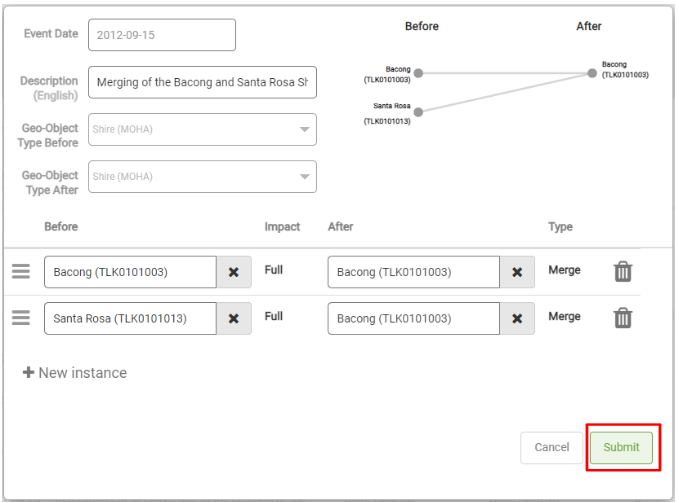 Event Date
2012-09-15
Description
(English)
Merging of the Bacong and Santa Rosa Sh
Geo-Object
Type Before
Shire (MOHA)
Geo-Object
Type After
Shire (MOHA)
Before After
Bacong
(TLK0101003)
Santa Rosa
(TLK0101013)
Bacong
(TLK0101003)
Before Impact After Type
Bacong (TLK0101003) Full Bacong (TLK0101003) Merge
Santa Rosa (TLK0101013) Full Bacong (TLK0101003) Merge
New instance
Cancel Submit